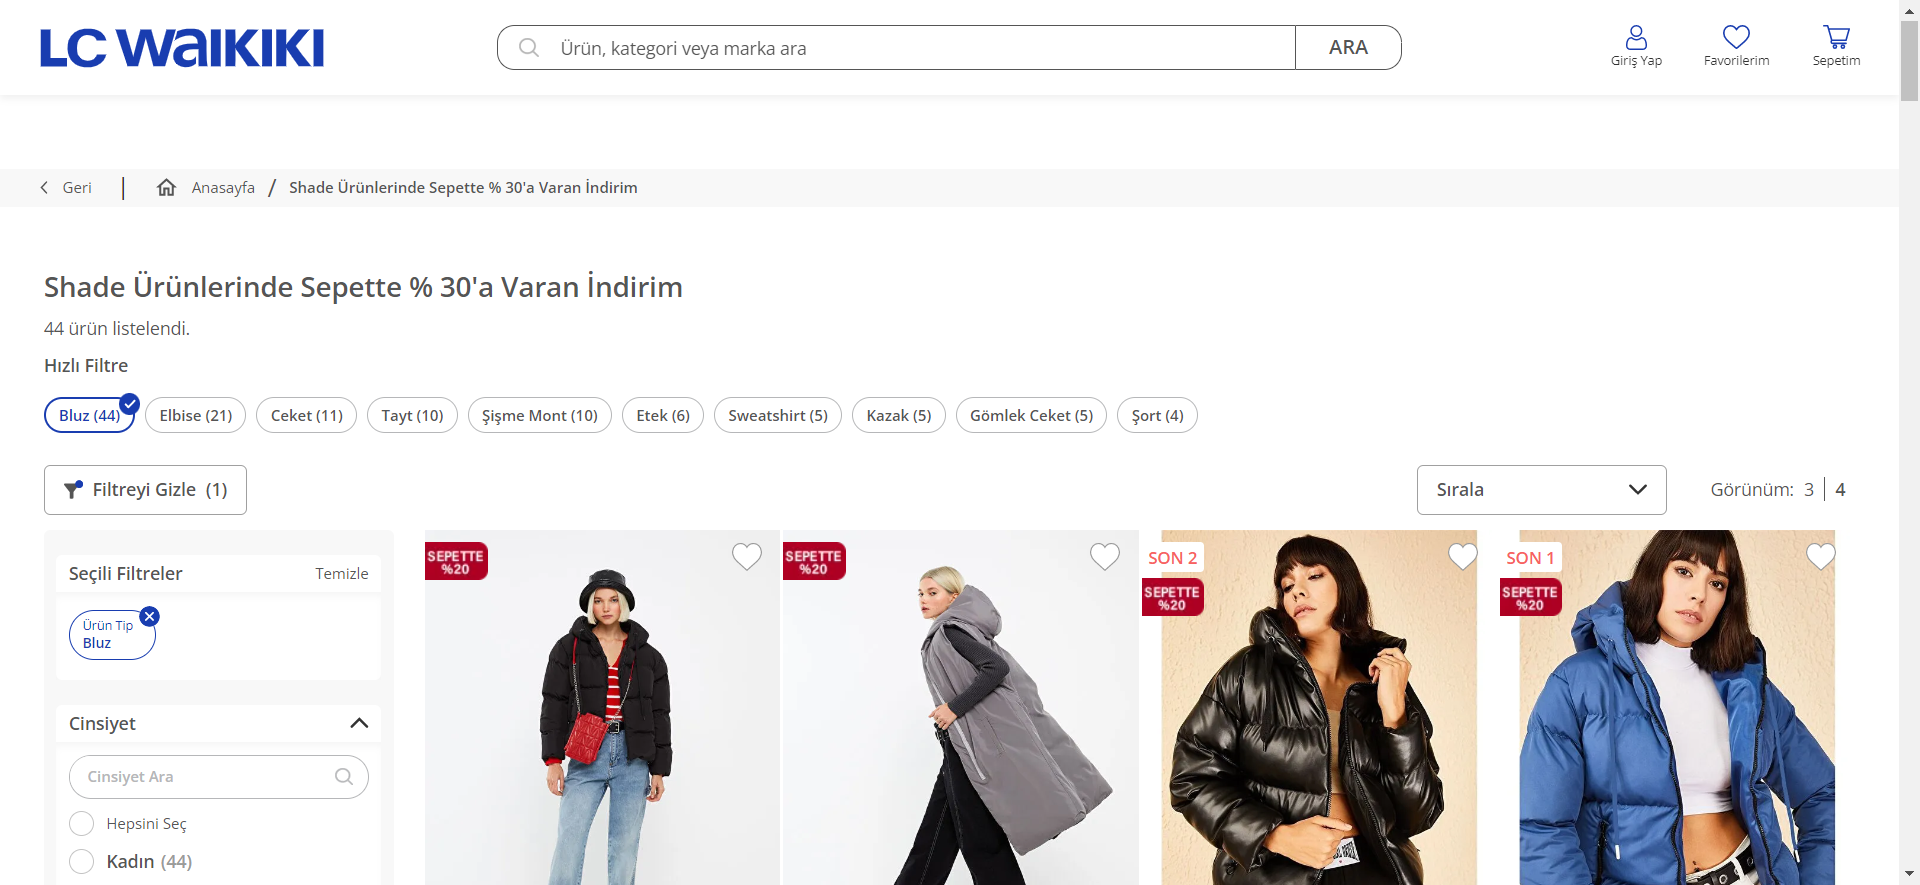 LC WAIKIKI
Ürün, kategori veya marka ara
ARA
Giriş Yap
Favorilerim
Sepetim
Geri
Anasayfa / Shade Ürünlerinde Sepette % 30'a Varan İndirim
Shade Ürünlerinde Sepette % 30'a Varan İndirim
44 ürün listelendi.
Hızlı Filtre
Bluz (44)
Elbise (21)
Ceket (11)
Tayt (10)
Şişme Mont (10)
Etek (6)
Sweatshirt (5)
Kazak (5)
Gömlek Ceket (5)
Şort (4)
Filtreyi Gizle (1)
Sırala
Görünüm: 3 | 4
Seçili Filtreler
Temizle
Ürün Tip
Bluz
Cinsiyet
Cinsiyet Ara
Hepsini Seç
Kadın (44)
SEPETTE
%20
SEPETTE
%20
SON 2
SEPETTE
%20
SON 1
SEPETTE
%20